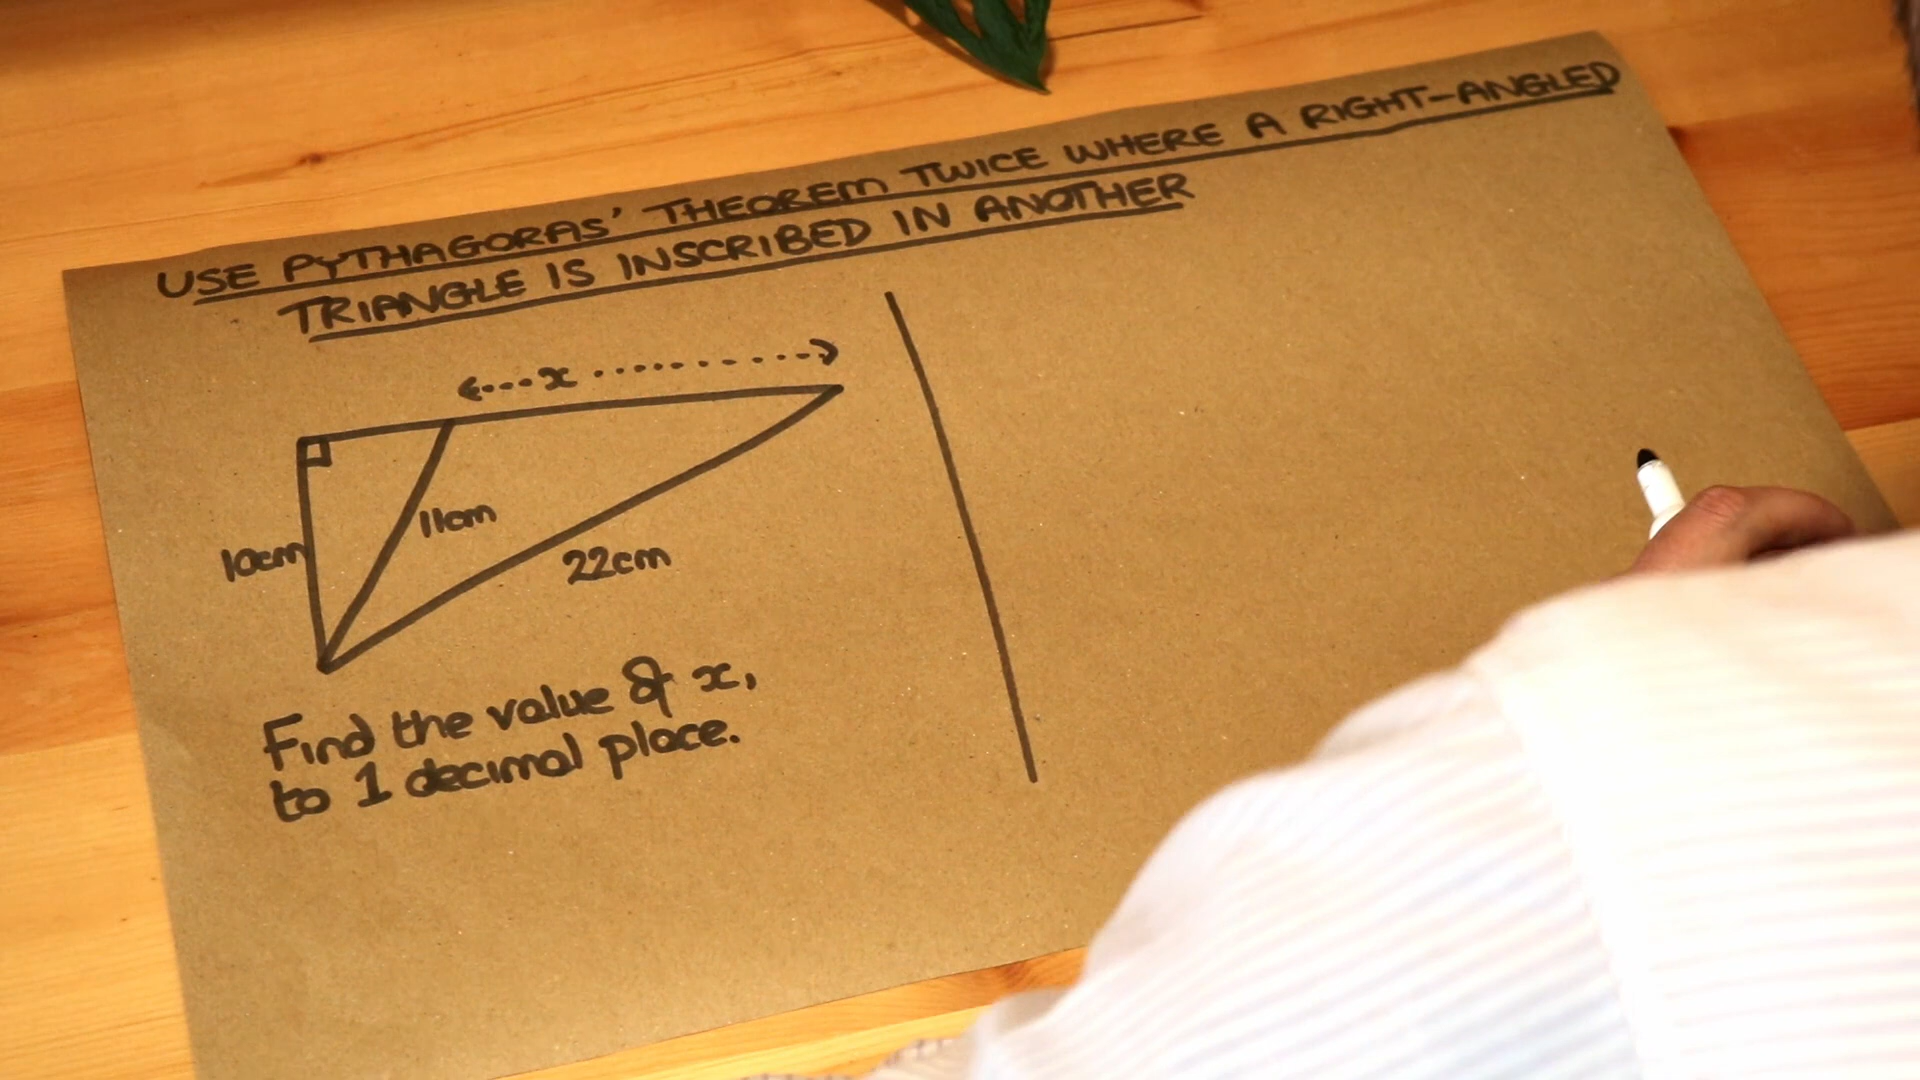 USE PYTHAGORAS' THEOREM TWICE WHERE A RIGHT-ANGLED
TRIANGLE IS INSCRIBED IN ANOTHER
x
10cm
11cm
22cm
Find the value of x,
to 1 decimal place.